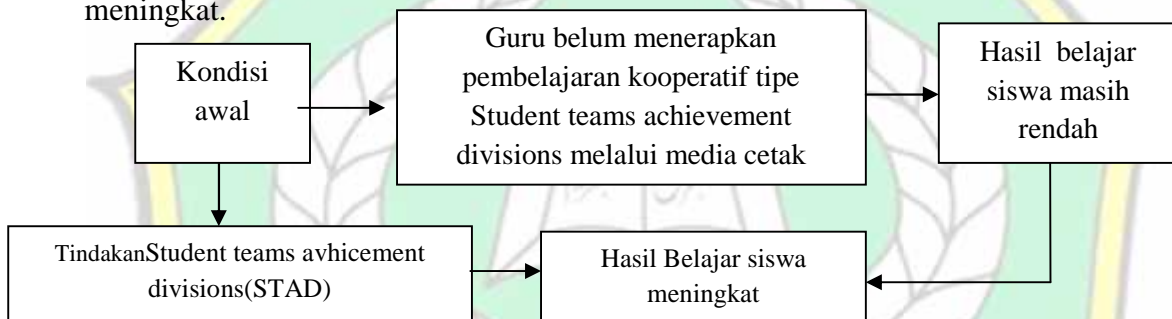 meningkat.
Kondisi
awal
Guru belum menerapkan
pembelajaran kooperatif tipe
Student teams achievement
divisions melalui media cetak
Hasil belajar
siswa masih
rendah
TindakanStudent teams avhicement
divisions(STAD)
Hasil Belajar siswa
meningkat